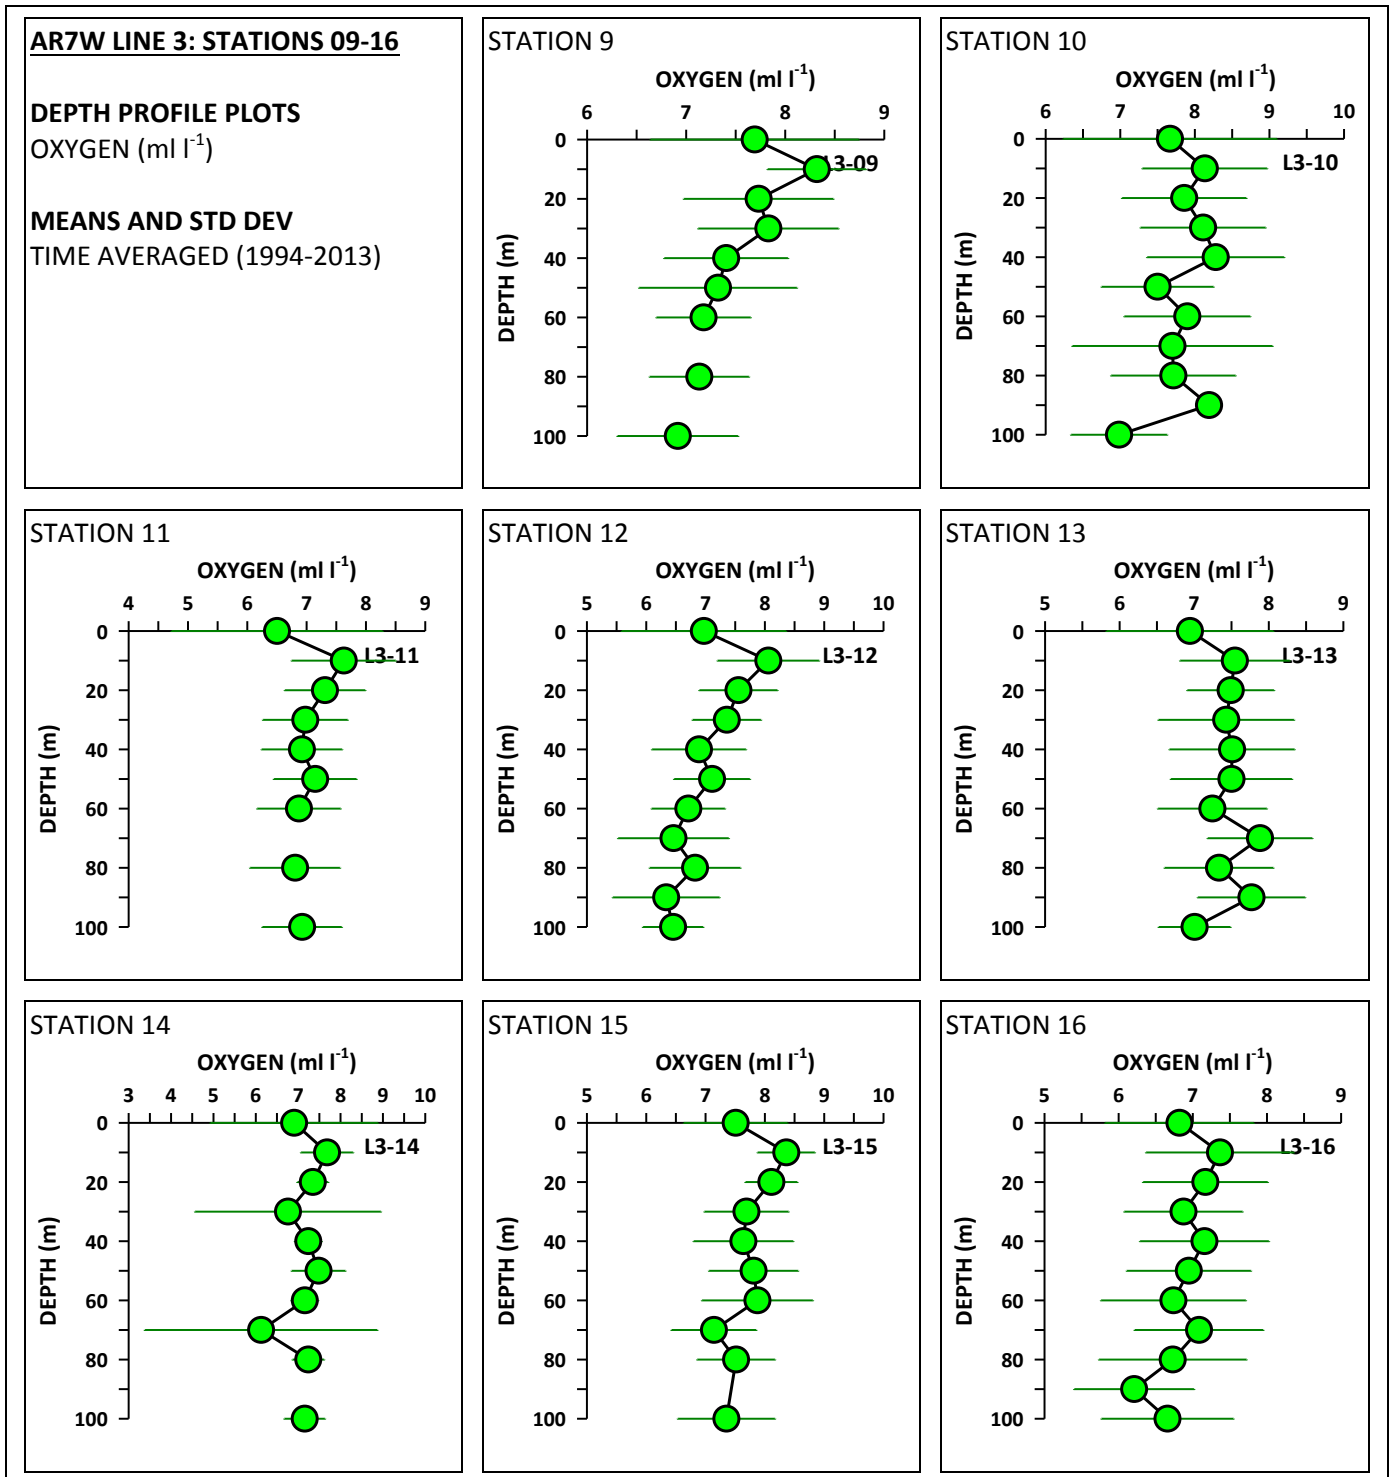 AR7W LINE 3: STATIONS 09-16
DEPTH PROFILE PLOTS
OXYGEN (ml l⁻¹)
MEANS AND STD DEV
TIME AVERAGED (1994-2013)
STATION 9
OXYGEN (ml l⁻¹)
6 7 8 9
0
L3-09
20
40
60
80
100
DEPTH (m)
STATION 10
OXYGEN (ml l⁻¹)
6 7 8 9 10
0
L3-10
20
40
60
80
100
DEPTH (m)
STATION 11
OXYGEN (ml l⁻¹)
4 5 6 7 8 9
0
L3-11
20
40
60
80
100
DEPTH (m)
STATION 12
OXYGEN (ml l⁻¹)
5 6 7 8 9 10
0
L3-12
20
40
60
80
100
DEPTH (m)
STATION 13
OXYGEN (ml l⁻¹)
5 6 7 8 9
0
L3-13
20
40
60
80
100
DEPTH (m)
STATION 14
OXYGEN (ml l⁻¹)
3 4 5 6 7 8 9 10
0
L3-14
20
40
60
80
100
DEPTH (m)
STATION 15
OXYGEN (ml l⁻¹)
5 6 7 8 9 10
0
L3-15
20
40
60
80
100
DEPTH (m)
STATION 16
OXYGEN (ml l⁻¹)
5 6 7 8 9
0
L3-16
20
40
60
80
100
DEPTH (m)